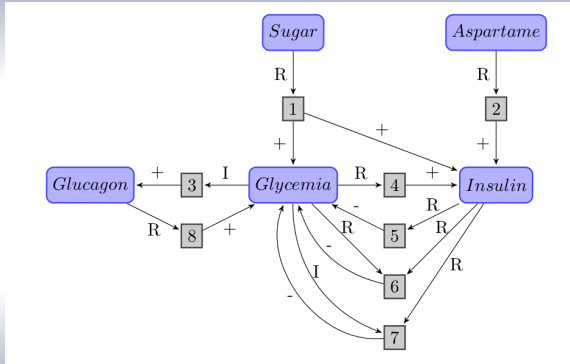 Sugar Aspartame
R R
1 2
+ + +
Glucagon + 3 I Glycemia R 4 + Insulin
R 8 + - 5 R
R - 6 R
I - 7 R